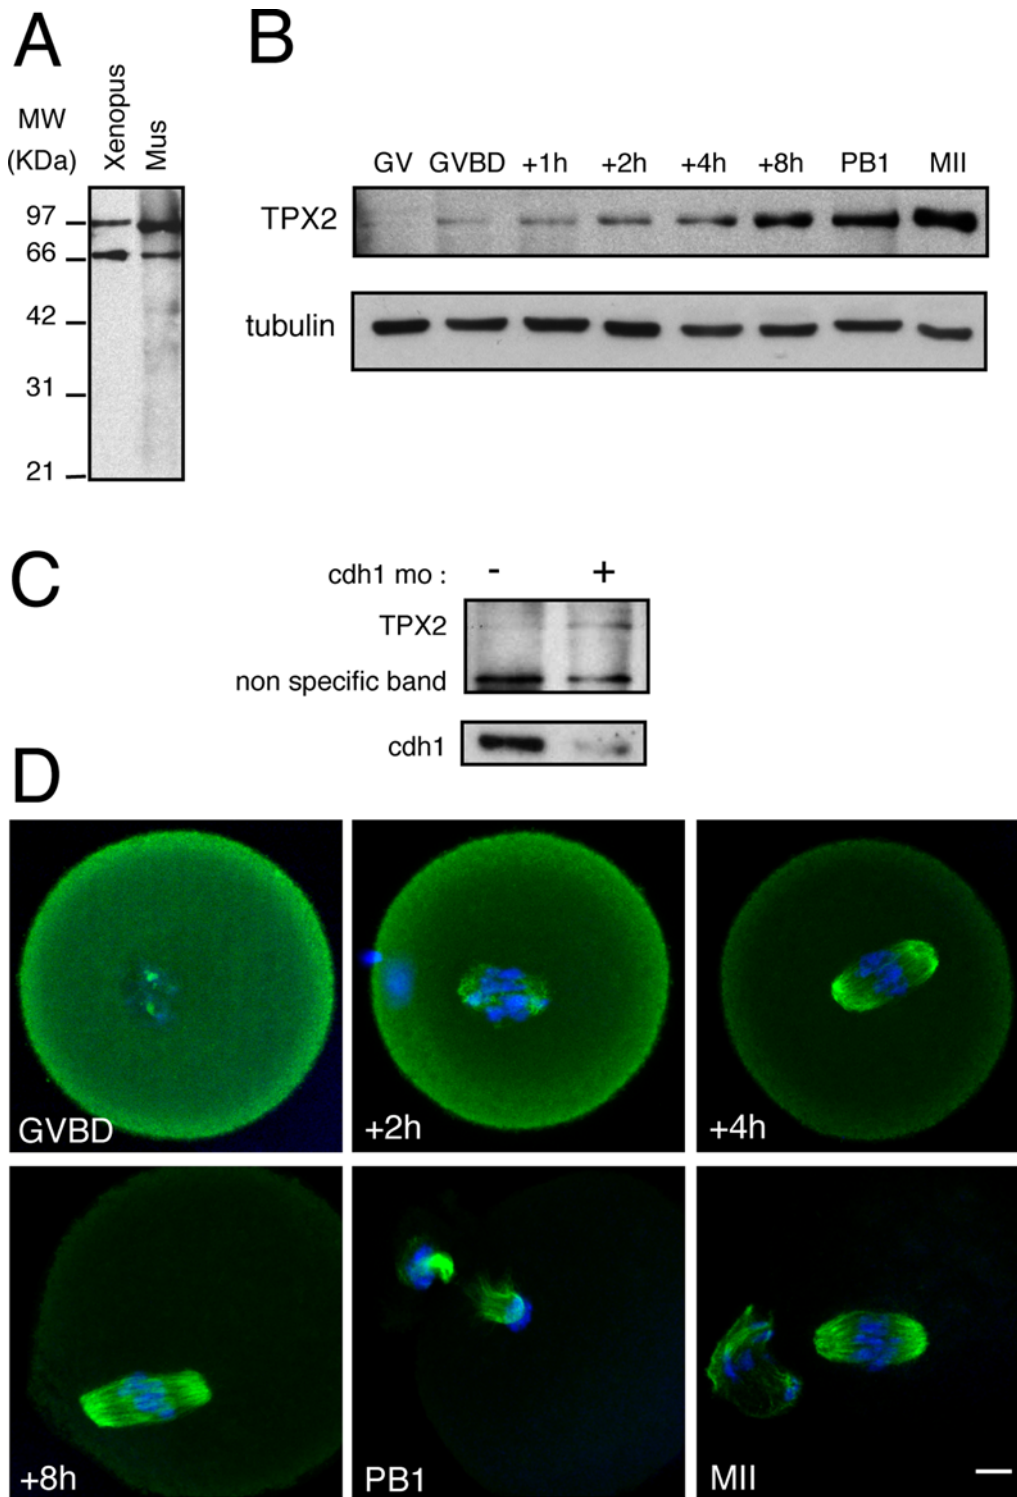 A
B
MW
(KDa)
Xenopus
Mus
97
66
42
31
21
GV GVBD +1h +2h +4h +8h PB1 MII
TPX2
tubulin
C
cdh1 mo : - +
TPX2
non specific band
cdh1
D
GVBD
+2h
+4h
+8h
PB1
MII